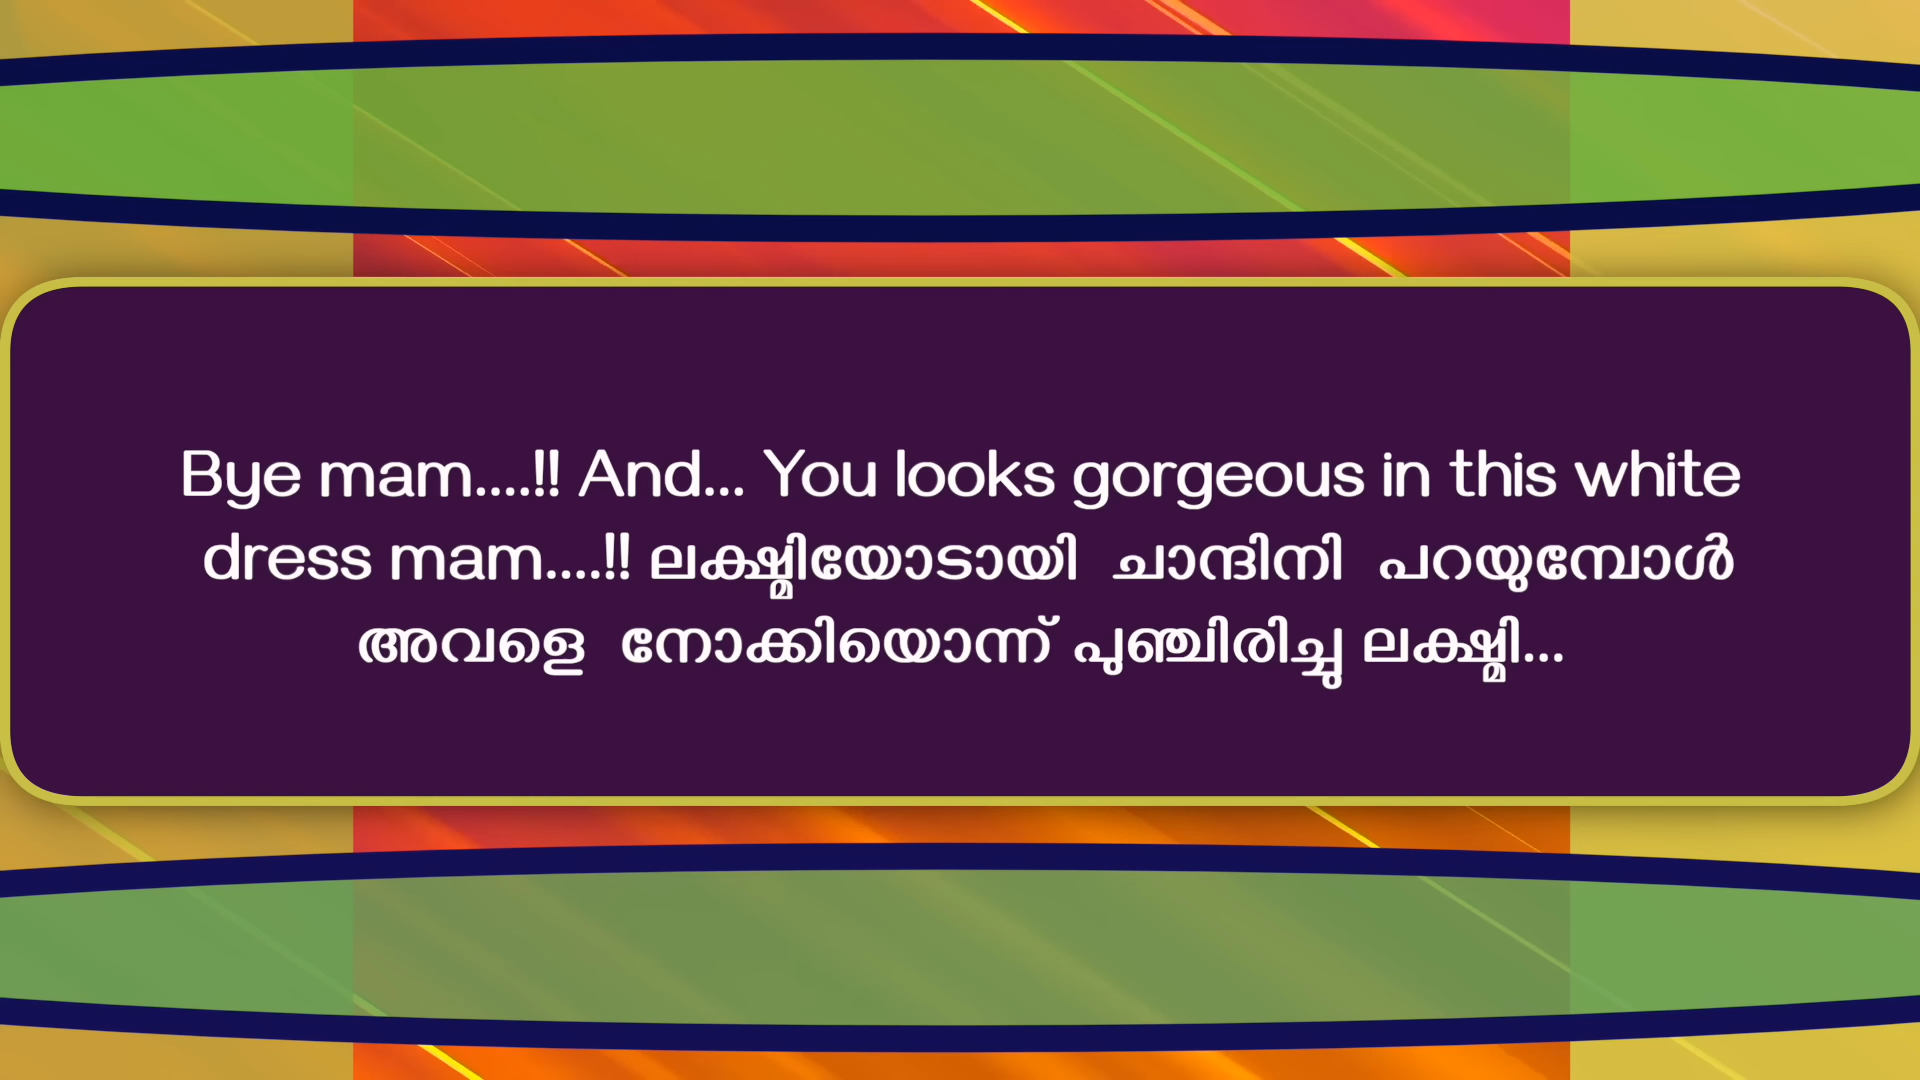 Bye mam....!! And... You looks gorgeous in this white
dress mam....!! ലക്ഷ്മിയോടായി ചാന്ദിനി പറയുമ്പോൾ
അവളെ നോക്കിയൊന്ന് പുഞ്ചിരിച്ചു ലക്ഷ്മി...